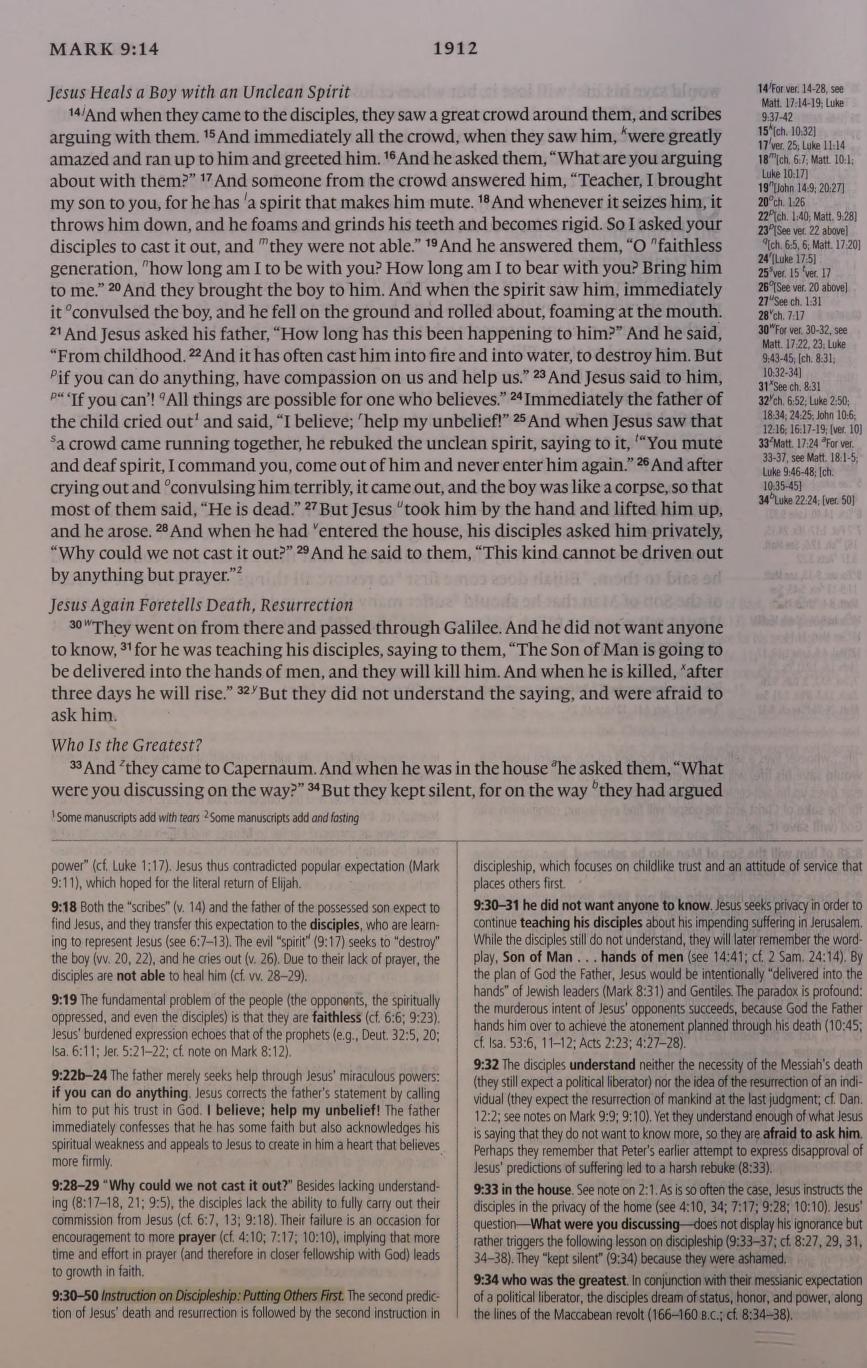 MARK 9:14
1912
Jesus Heals a Boy with an Unclean Spirit
14 jAnd when they came to the disciples, they saw a great crowd around them, and scribes
arguing with them. 15 And immediately all the crowd, when they saw him, kwere greatly
amazed and ran up to him and greeted him. 16 And he asked them, “What are you arguing
about with them?” 17 And someone from the crowd answered him, “Teacher, I brought
my son to you, for he has la spirit that makes him mute. 18 And whenever it seizes him, it
throws him down, and he foams and grinds his teeth and becomes rigid. So I asked your
disciples to cast it out, and mthey were not able.” 19 And he answered them, “O nfaithless
generation, nhow long am I to be with you? How long am I to bear with you? Bring him
to me.” 20 And they brought the boy to him. And when the spirit saw him, immediately
it oconvulsed the boy, and he fell on the ground and rolled about, foaming at the mouth.
21 And Jesus asked his father, “How long has this been happening to him?” And he said,
“From childhood. 22 And it has often cast him into fire and into water, to destroy him. But
pif you can do anything, have compassion on us and help us.” 23 And Jesus said to him,
p“ ‘If you can’! qAll things are possible for one who believes.” 24 Immediately the father of
the child cried out1 and said, “I believe; rhelp my unbelief!” 25 And when Jesus saw that
sa crowd came running together, he rebuked the unclean spirit, saying to it, t“You mute
and deaf spirit, I command you, come out of him and never enter him again.” 26 And after
crying out and oconvulsing him terribly, it came out, and the boy was like a corpse, so that
most of them said, “He is dead.” 27 But Jesus utook him by the hand and lifted him up,
and he arose. 28 And when he had ventered the house, his disciples asked him privately,
“Why could we not cast it out?” 29 And he said to them, “This kind cannot be driven out
by anything but prayer.”2
Jesus Again Foretells Death, Resurrection
30 wThey went on from there and passed through Galilee. And he did not want anyone
to know, 31 for he was teaching his disciples, saying to them, “The Son of Man is going to
be delivered into the hands of men, and they will kill him. And when he is killed, xafter
three days he will rise.” 32 yBut they did not understand the saying, and were afraid to
ask him.
Who Is the Greatest?
33 And zthey came to Capernaum. And when he was in the house ahe asked them, “What
were you discussing on the way?” 34 But they kept silent, for on the way bthey had argued
1 Some manuscripts add with tears 2 Some manuscripts add and fasting
14 jFor ver. 14-28, see
Matt. 17:14-19; Luke
9:37-42
15 k[ch. 10:32]
17 lver. 25; Luke 11:14
18 m[ch. 6:7; Matt. 10:1;
Luke 10:17]
19 n[John 14:9; 20:27]
20 och. 1:26
22 p[ch. 1:40; Matt. 9:28]
23 p[See ver. 22 above]
q[ch. 6:5, 6; Matt. 17:20]
24 r[Luke 17:5]
25 sver. 15 tver. 17
26 o[See ver. 20 above]
27 uSee ch. 1:31
28 vch. 7:17
30 wFor ver. 30-32, see
Matt. 17:22, 23; Luke
9:43-45; [ch. 8:31;
10:32-34]
31 xSee ch. 8:31
32 ych. 6:52; Luke 2:50;
18:34; 24:25; John 10:6;
12:16; 16:17-19; [ver. 10]
33 zMatt. 17:24 aFor ver.
33-37, see Matt. 18:1-5;
Luke 9:46-48; [ch.
10:35-45]
34 bLuke 22:24; [ver. 50]
power” (cf. Luke 1:17). Jesus thus contradicted popular expectation (Mark
9:11), which hoped for the literal return of Elijah.
9:18 Both the “scribes” (v. 14) and the father of the possessed son expect to
find Jesus, and they transfer this expectation to the disciples, who are learn-
ing to represent Jesus (see 6:7–13). The evil “spirit” (9:17) seeks to “destroy”
the boy (vv. 20, 22), and he cries out (v. 26). Due to their lack of prayer, the
disciples are not able to heal him (cf. vv. 28–29).
9:19 The fundamental problem of the people (the opponents, the spiritually
oppressed, and even the disciples) is that they are faithless (cf. 6:6; 9:23).
Jesus’ burdened expression echoes that of the prophets (e.g., Deut. 32:5, 20;
Isa. 6:11; Jer. 5:21–22; cf. note on Mark 8:12).
9:22b–24 The father merely seeks help through Jesus’ miraculous powers:
if you can do anything. Jesus corrects the father’s statement by calling
him to put his trust in God. I believe; help my unbelief! The father
immediately confesses that he has some faith but also acknowledges his
spiritual weakness and appeals to Jesus to create in him a heart that believes
more firmly.
9:28–29 “Why could we not cast it out?” Besides lacking understand-
ing (8:17–18, 21; 9:5), the disciples lack the ability to fully carry out their
commission from Jesus (cf. 6:7, 13; 9:18). Their failure is an occasion for
encouragement to more prayer (cf. 4:10; 7:17; 10:10), implying that more
time and effort in prayer (and therefore in closer fellowship with God) leads
to growth in faith.
9:30–50 Instruction on Discipleship: Putting Others First. The second predic-
tion of Jesus’ death and resurrection is followed by the second instruction in
discipleship, which focuses on childlike trust and an attitude of service that
places others first.
9:30–31 he did not want anyone to know. Jesus seeks privacy in order to
continue teaching his disciples about his impending suffering in Jerusalem.
While the disciples still do not understand, they will later remember the word-
play, Son of Man . . . hands of men (see 14:41; cf. 2 Sam. 24:14). By
the plan of God the Father, Jesus would be intentionally “delivered into the
hands” of Jewish leaders (Mark 8:31) and Gentiles. The paradox is profound:
the murderous intent of Jesus’ opponents succeeds, because God the Father
hands him over to achieve the atonement planned through his death (10:45;
cf. Isa. 53:6, 11–12; Acts 2:23; 4:27–28).
9:32 The disciples understand neither the necessity of the Messiah’s death
(they still expect a political liberator) nor the idea of the resurrection of an indi-
vidual (they expect the resurrection of mankind at the last judgment; cf. Dan.
12:2; see notes on Mark 9:9; 9:10). Yet they understand enough of what Jesus
is saying that they do not want to know more, so they are afraid to ask him.
Perhaps they remember that Peter’s earlier attempt to express disapproval of
Jesus’ predictions of suffering led to a harsh rebuke (8:33).
9:33 in the house. See note on 2:1. As is so often the case, Jesus instructs the
disciples in the privacy of the home (see 4:10, 34; 7:17; 9:28; 10:10). Jesus’
question—What were you discussing—does not display his ignorance but
rather triggers the following lesson on discipleship (9:33–37; cf. 8:27, 29, 31,
34–38). They “kept silent” (9:34) because they were ashamed.
9:34 who was the greatest. In conjunction with their messianic expectation
of a political liberator, the disciples dream of status, honor, and power, along
the lines of the Maccabean revolt (166–160 B.C.; cf. 8:34–38).